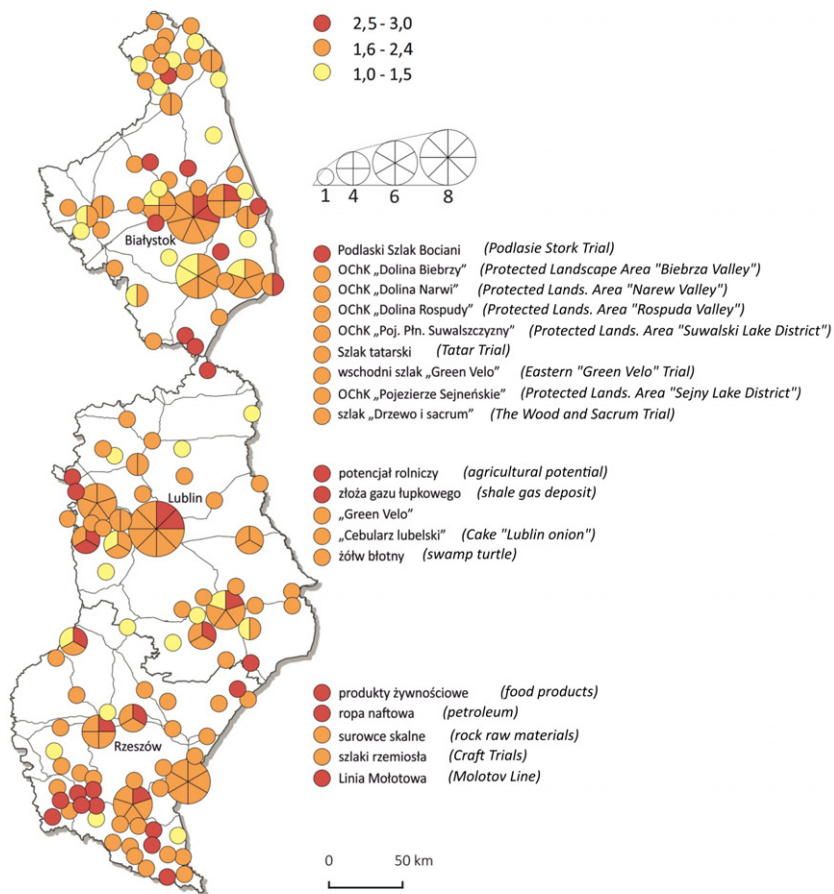 2,5 - 3,0
1,6 - 2,4
1,0 - 1,5
1 4 6 8
Podlaski Szlak Bociani (Podlasie Stork Trial)
OChK „Dolina Biebrzy” (Protected Landscape Area "Biebrza Valley")
OChK „Dolina Narwi” (Protected Lands. Area "Narew Valley")
OChK „Dolina Rospudy” (Protected Lands. Area "Rospuda Valley")
OChK „Poj. Płn. Suwalszczyzny” (Protected Lands. Area "Suwalski Lake District")
Szlak tatarski (Tatar Trial)
wschodni szlak „Green Velo” (Eastern "Green Velo" Trial)
OChK „Pojezierze Sejneńskie” (Protected Lands. Area "Sejny Lake District")
szlak „Drzewo i sacrum” (The Wood and Sacrum Trial)
Białystok
potencjał rolniczy (agricultural potential)
złoża gazu łupkowego (shale gas deposit)
„Green Velo”
„Cebularz lubelski” (Cake "Lublin onion")
żółw błotny (swamp turtle)
Lublin
produkty żywnościowe (food products)
ropa naftowa (petroleum)
surowce skalne (rock raw materials)
szlaki rzemiosła (Craft Trials)
Linia Mołotowa (Molotov Line)
Rzeszów
0 50 km